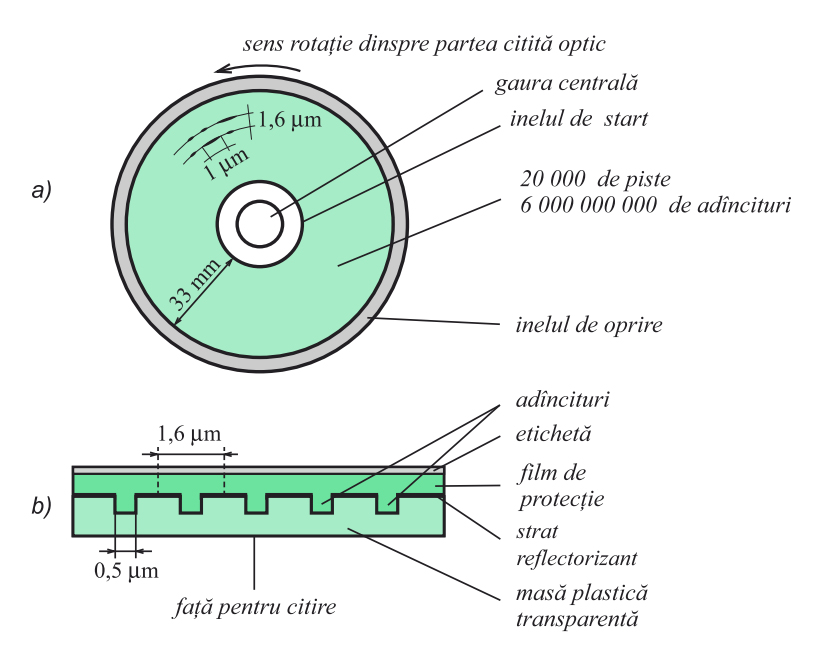 sens rotație dinspre partea citită optic
gaura centrală
inelul de start
1,6 μm
1 μm
a)
20 000 de piste
6 000 000 000 de adîncituri
33 mm
inelul de oprire
adîncituri
1,6 μm
etichetă
film de
protecție
b)
strat
reflectorizant
0,5 μm
masă plastică
transparentă
față pentru citire